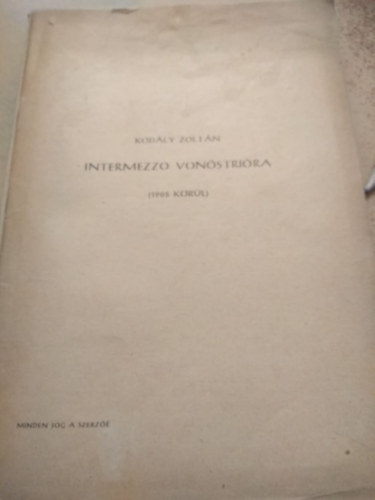 KODÁLY ZOLTÁN
INTERMEZZO VONÓSTRIÓRA
(1905 KÖRÜL)
MINDEN JOG A SZERZŐÉ